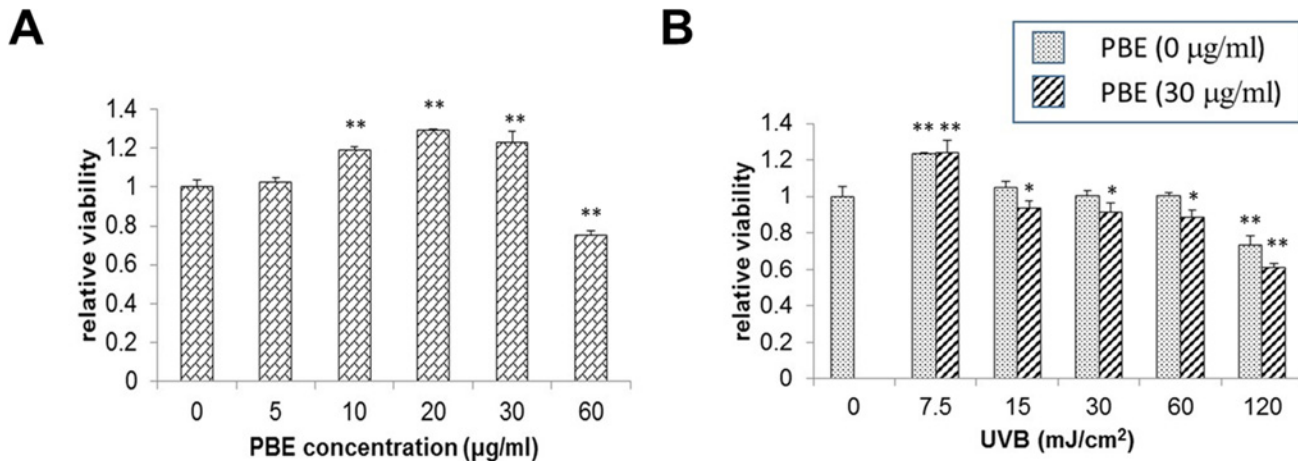 A
relative viability
1.4
1.2
1
0.8
0.6
0.4
0.2
0
**
**
**
**
0 5 10 20 30 60
PBE concentration (µg/ml)
B
PBE (0 µg/ml)
PBE (30 µg/ml)
relative viability
1.4
1.2
1
0.8
0.6
0.4
0.2
0
** **
*
*
*
**
**
0 7.5 15 30 60 120
UVB (mJ/cm²)